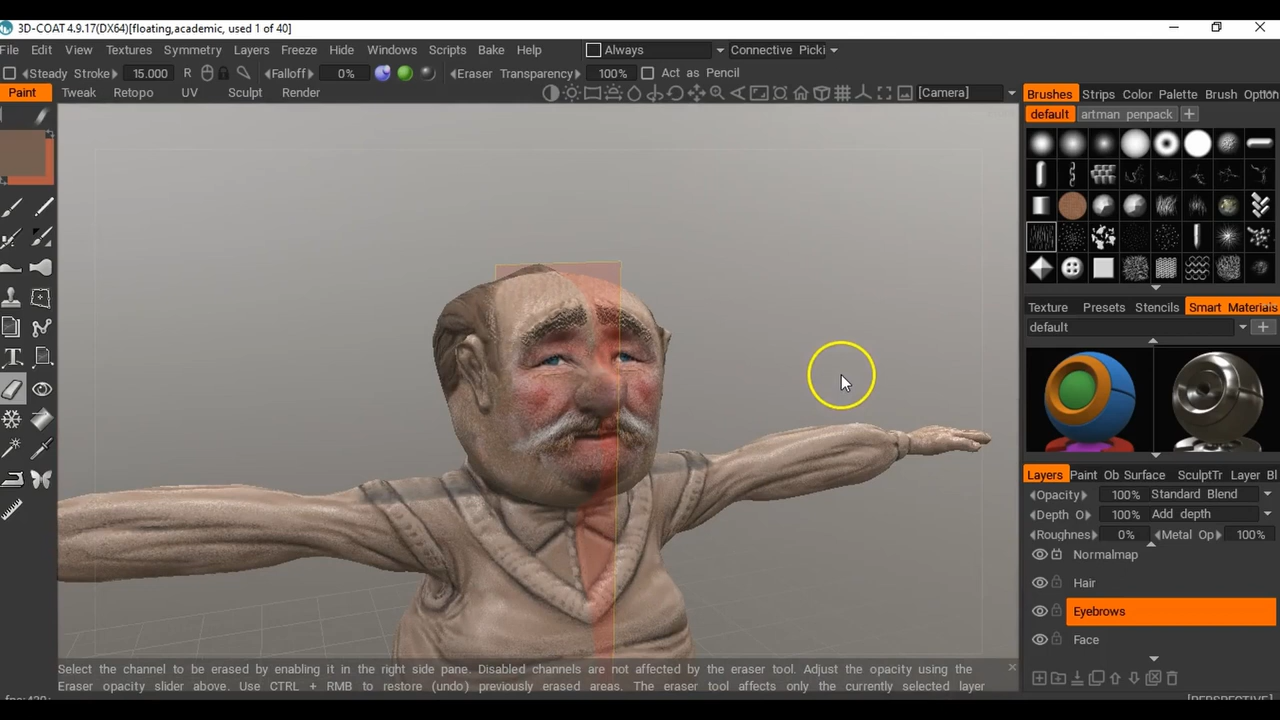 3D-COAT 4.9.17(DX64)[floating,academic, used 1 of 40]
File Edit View Textures Symmetry Layers Freeze Hide Windows Scripts Bake Help Always Connective Picki
Steady Stroke 15.000 R Falloff 0% Eraser Transparency 100% Act as Pencil
Paint Tweak Retopo UV Sculpt Render [Camera]
Brushes Strips Color Palette Brush Option
default artman penpack
Texture Presets Stencils Smart Materials
default
Layers Paint Ob Surface SculptTr Layer Bl
Opacity 100% Standard Blend
Depth O 100% Add depth
Roughness 0% Metal Op 100%
Normalmap
Hair
Eyebrows
Face
Select the channel to be erased by enabling it in the right side pane. Disabled channels are not affected by the eraser tool. Adjust the opacity using the
Eraser opacity slider above. Use CTRL + RMB to restore (undo) previously erased areas. The eraser tool affects only the currently selected layer